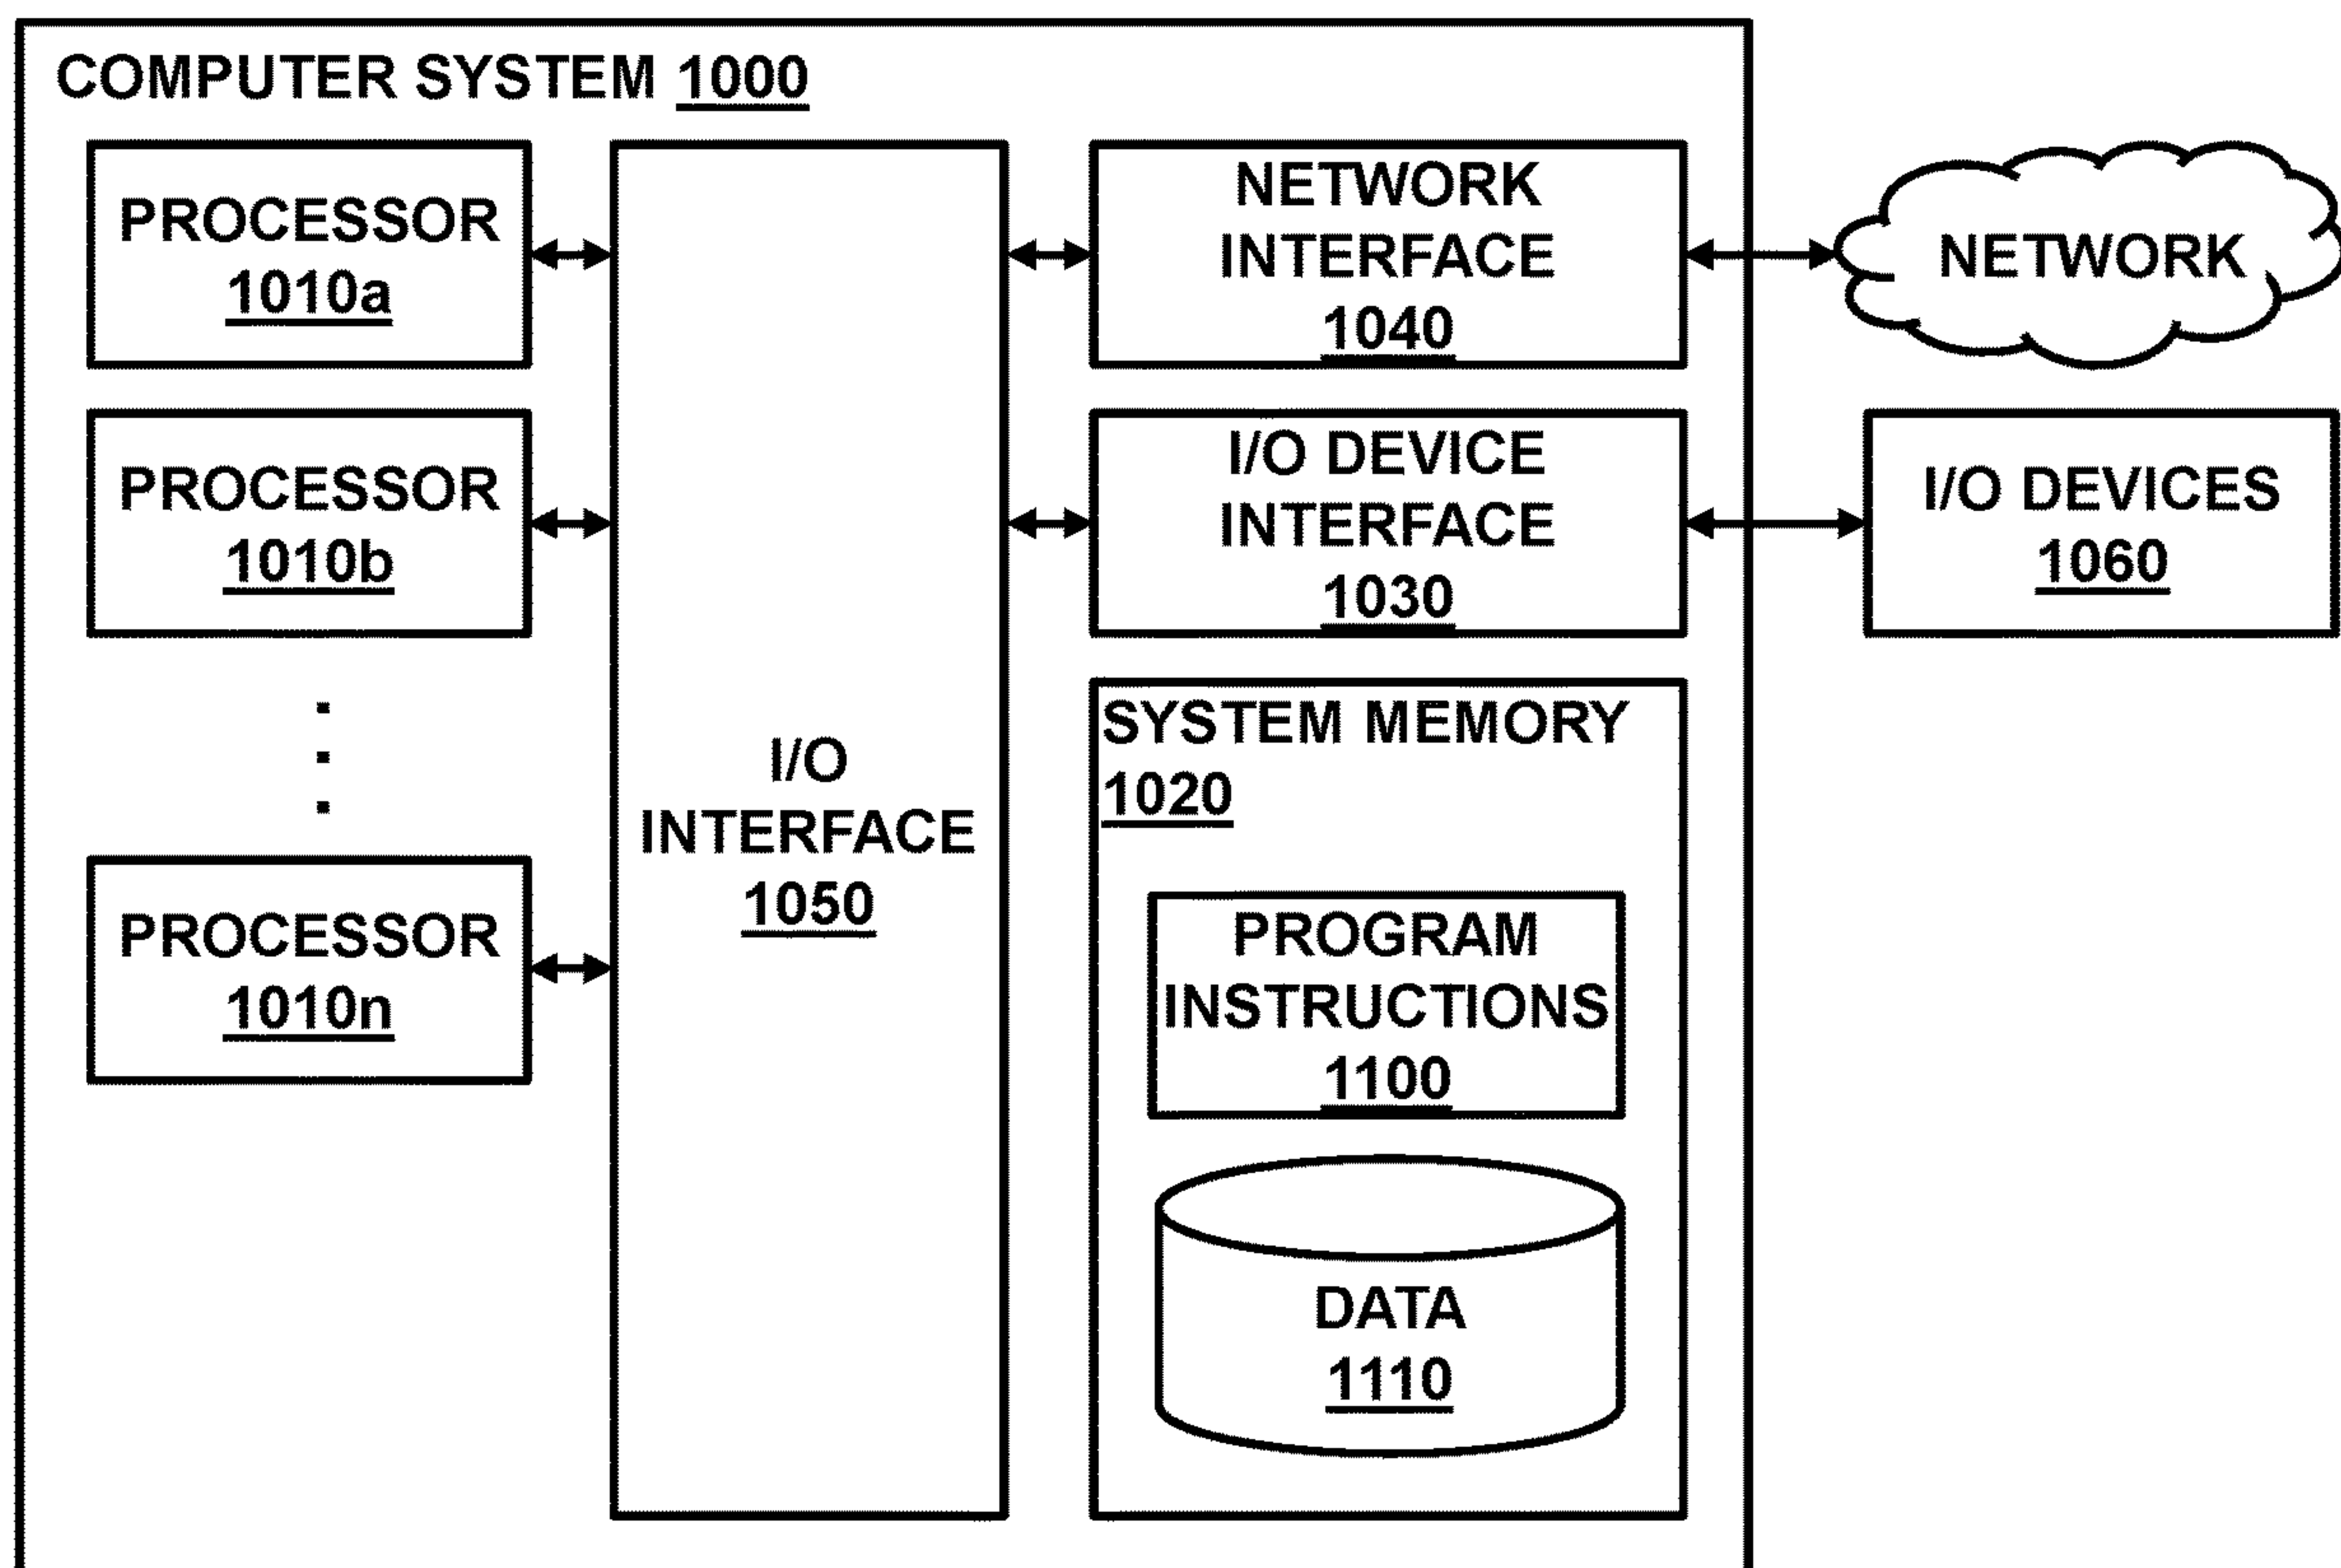 COMPUTER SYSTEM 1000
PROCESSOR
1010a
PROCESSOR
1010b
PROCESSOR
1010n
I/O
INTERFACE
1050
NETWORK
INTERFACE
1040
I/O DEVICE
INTERFACE
1030
SYSTEM MEMORY
1020
PROGRAM
INSTRUCTIONS
1100
DATA
1110
NETWORK
I/O DEVICES
1060